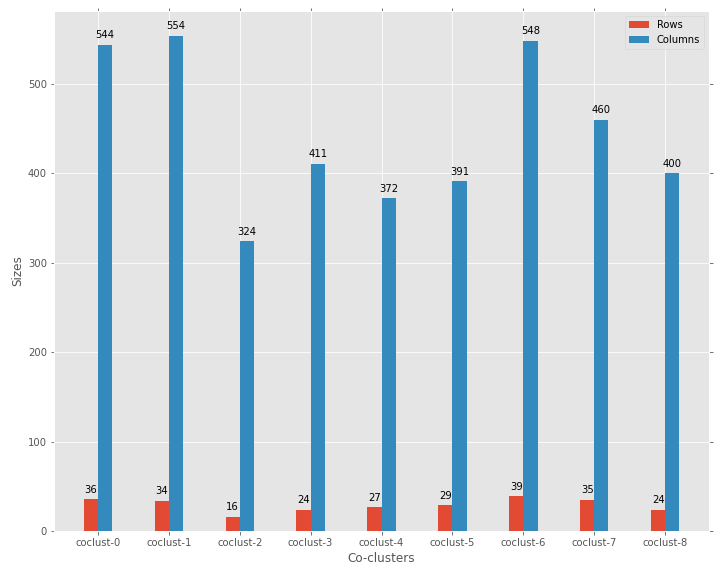 Rows
Columns
544 554 324 411 372 391 548 460 400
36 34 16 24 27 29 39 35 24
500
400
300
200
100
0
Sizes
coclust-0 coclust-1 coclust-2 coclust-3 coclust-4 coclust-5 coclust-6 coclust-7 coclust-8
Co-clusters